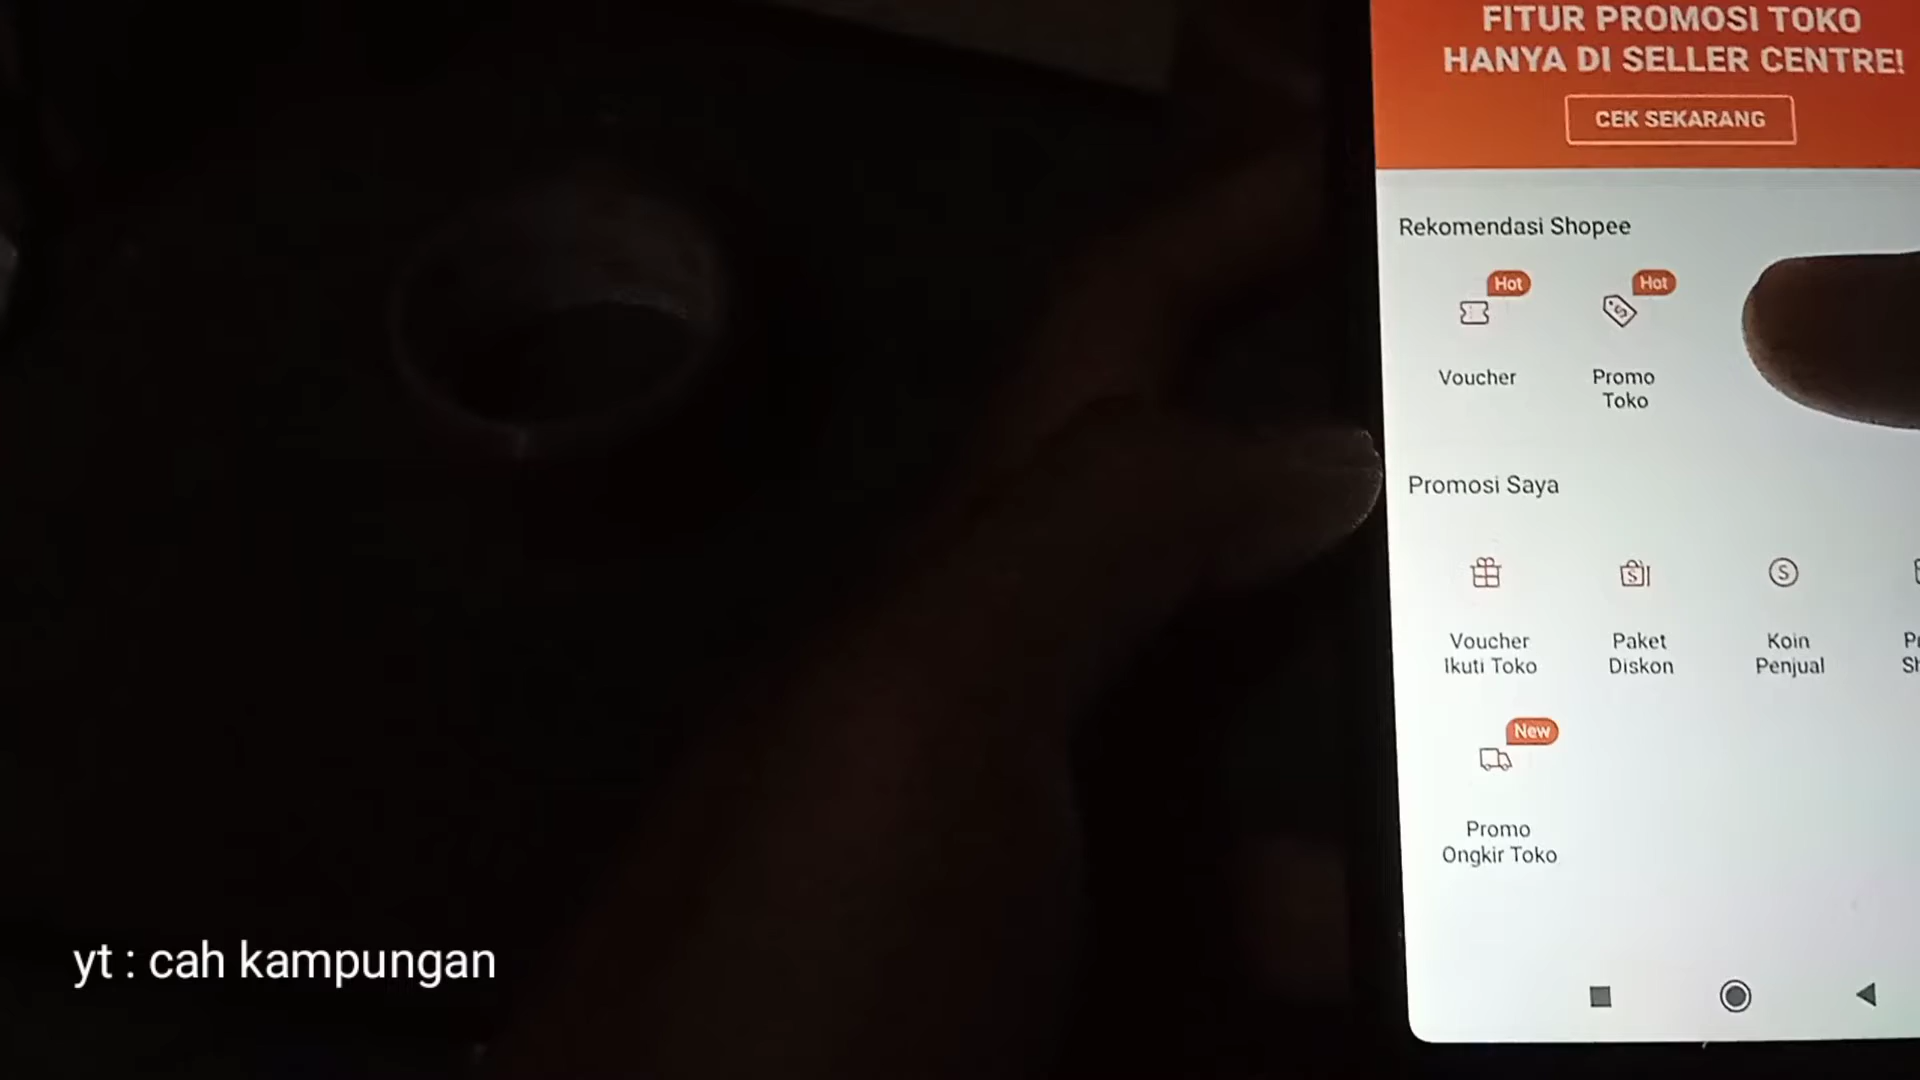 FITUR PROMOSI TOKO
HANYA DI SELLER CENTRE!
CEK SEKARANG
Rekomendasi Shopee
Hot
Hot
Voucher
Promo
Toko
Promosi Saya
Voucher
Ikuti Toko
Paket
Diskon
Koin
Penjual
New
Promo
Ongkir Toko
yt : cah kampungan